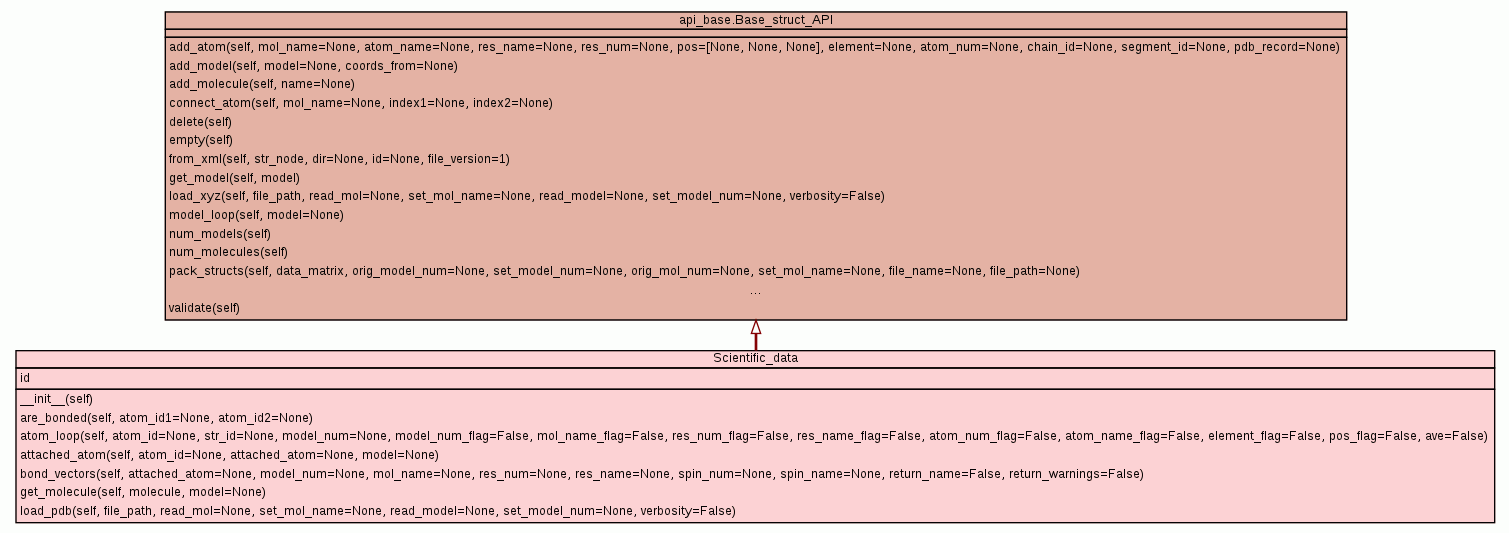 api_base.Base_struct_API
add_atom(self, mol_name=None, atom_name=None, res_name=None, res_num=None, pos=[None, None, None], element=None, atom_num=None, chain_id=None, segment_id=None, pdb_record=None)
add_model(self, model=None, coords_from=None)
add_molecule(self, name=None)
connect_atom(self, mol_name=None, index1=None, index2=None)
delete(self)
empty(self)
from_xml(self, str_node, dir=None, id=None, file_version=1)
get_model(self, model)
load_xyz(self, file_path, read_mol=None, set_mol_name=None, read_model=None, set_model_num=None, verbosity=False)
model_loop(self, model=None)
num_models(self)
num_molecules(self)
pack_structs(self, data_matrix, orig_model_num=None, set_model_num=None, orig_mol_num=None, set_mol_name=None, file_name=None, file_path=None)
...
validate(self)
Scientific_data
id
__init__(self)
are_bonded(self, atom_id1=None, atom_id2=None)
atom_loop(self, atom_id=None, str_id=None, model_num=None, model_num_flag=False, mol_name_flag=False, res_num_flag=False, res_name_flag=False, atom_num_flag=False, atom_name_flag=False, element_flag=False, pos_flag=False, ave=False)
attached_atom(self, atom_id=None, attached_atom=None, model=None)
bond_vectors(self, attached_atom=None, model_num=None, mol_name=None, res_num=None, res_name=None, spin_num=None, spin_name=None, return_name=False, return_warnings=False)
get_molecule(self, molecule, model=None)
load_pdb(self, file_path, read_mol=None, set_mol_name=None, read_model=None, set_model_num=None, verbosity=False)